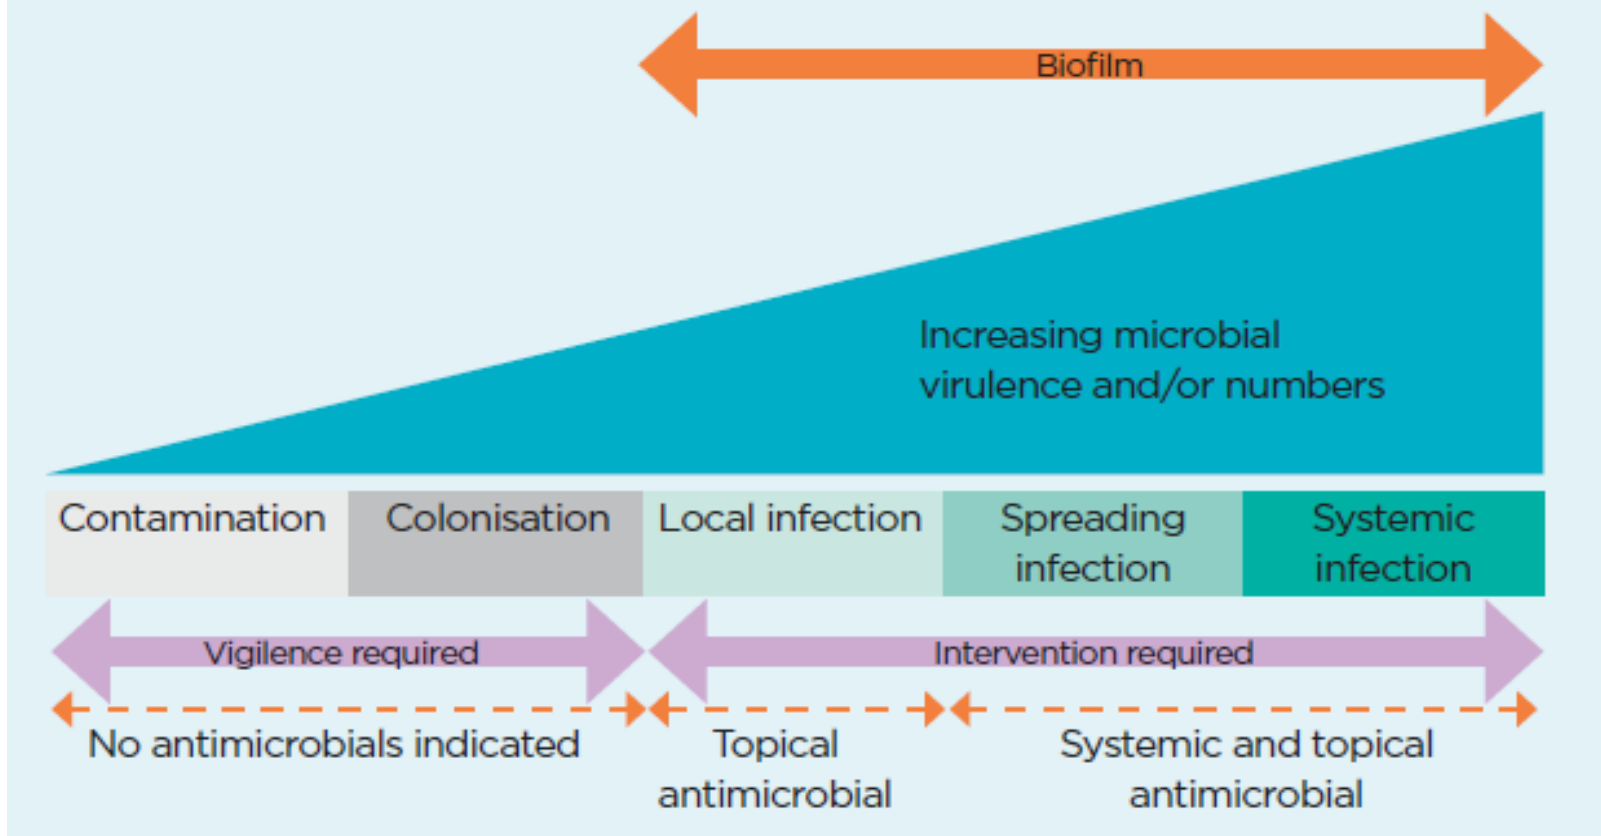 Biofilm
Increasing microbial
virulence and/or numbers
Contamination
Colonisation
Local infection
Spreading
infection
Systemic
infection
Vigilence required
Intervention required
No antimicrobials indicated
Topical
antimicrobial
Systemic and topical
antimicrobial